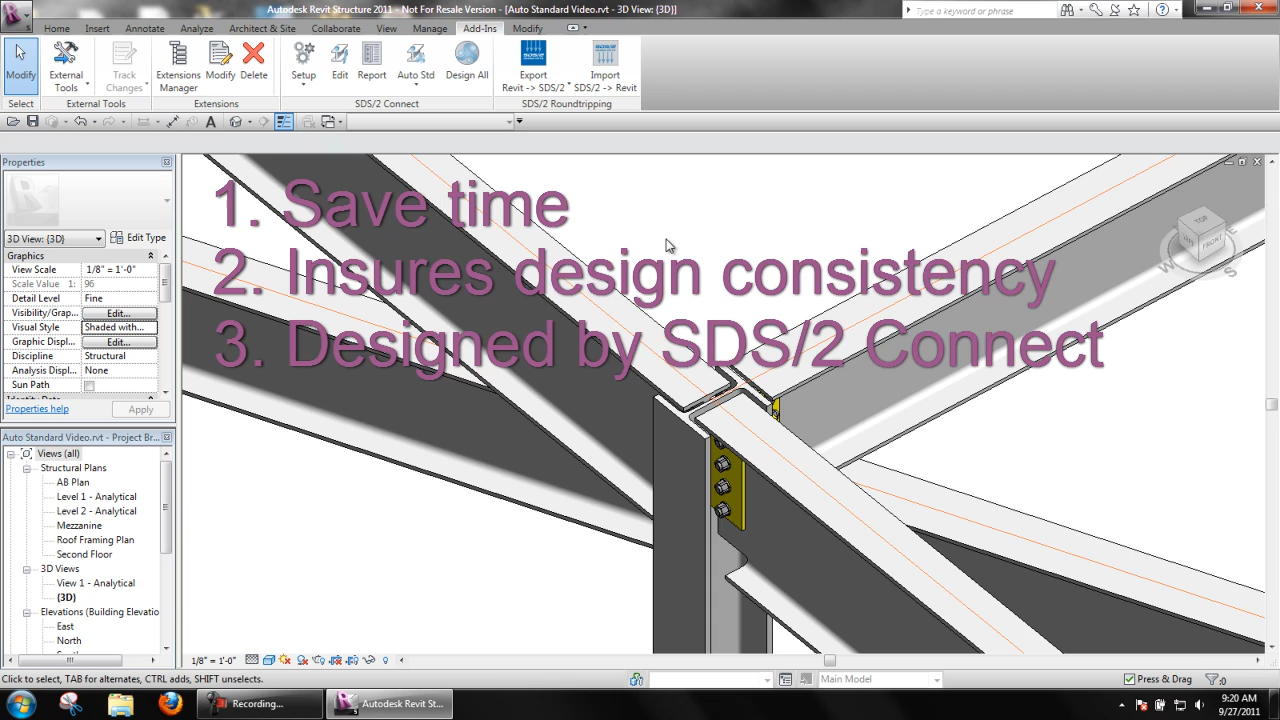 Autodesk Revit Structure 2011 - Not For Resale Version - [Auto Standard Video.rvt - 3D View: {3D}]
Type a keyword or phrase
Home Insert Annotate Analyze Architect & Site Collaborate View Manage Add-Ins Modify
Modify
External Tools
Track Changes
Extensions Manager
Modify
Delete
Setup
Edit
Report
Auto Std
Design All
Export Revit -> SDS/2
Import SDS/2 -> Revit
Select External Tools Extensions SDS/2 Connect SDS/2 Roundtripping
Properties
3D View: {3D} Edit Type
Graphics
View Scale 1/8" = 1'-0"
Scale Value 1: 96
Detail Level Fine
Visibility/Grap... Edit...
Visual Style Shaded with...
Graphic Displ... Edit...
Discipline Structural
Analysis Displ... None
Sun Path
Properties help Apply
Auto Standard Video.rvt - Project Br...
Views (all)
Structural Plans
AB Plan
Level 1 - Analytical
Level 2 - Analytical
Mezzanine
Roof Framing Plan
Second Floor
3D Views
View 1 - Analytical
{3D}
Elevations (Building Elevatio
East
North
1. Save time
2. Insures design consistency
3. Designed by SDS/2 Connect
TOP
FRONT
W
S
E
1/8" = 1'-0"
Click to select, TAB for alternates, CTRL adds, SHIFT unselects.
Main Model
Press & Drag
:0
Recording...
Autodesk Revit St...
9:20 AM
9/27/2011